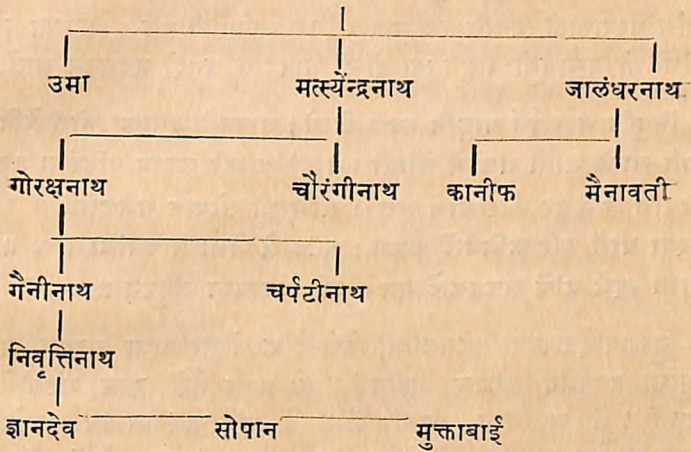 उमा मत्स्येंद्रनाथ जालंधरनाथ
गोरक्षनाथ चौरंगीनाथ कानीफ मैनावती
गैनीनाथ चर्पटीनाथ
निवृत्तिनाथ
ज्ञानदेव सोपान मुक्ताबाई